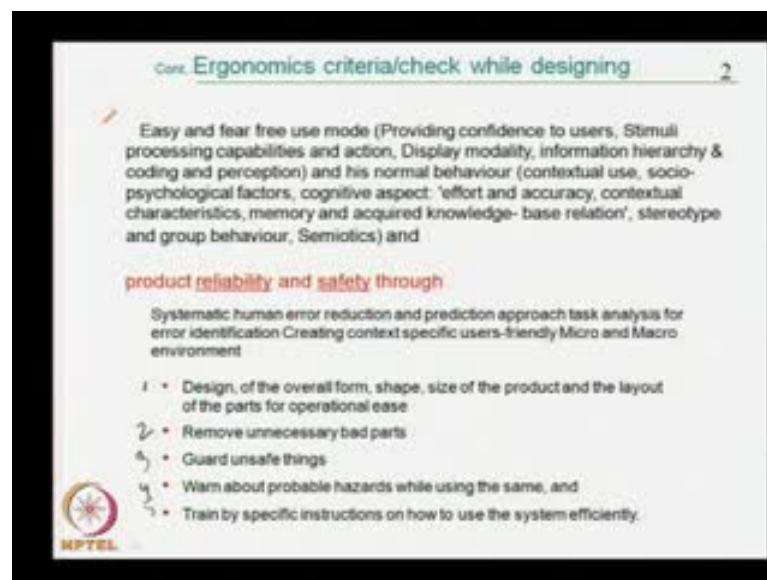 Cont. Ergonomics criteria/check while designing 2
Easy and fear free use mode (Providing confidence to users, Stimuli
processing capabilities and action, Display modality, information hierarchy &
coding and perception) and his normal behaviour (contextual use, socio-
psychological factors, cognitive aspect: 'effort and accuracy, contextual
characteristics, memory and acquired knowledge- base relation', stereotype
and group behaviour, Semiotics) and
product reliability and safety through
Systematic human error reduction and prediction approach task analysis for
error identification Creating context specific users-friendly Micro and Macro
environment
1 • Design, of the overall form, shape, size of the product and the layout
of the parts for operational ease
2 • Remove unnecessary bad parts
3 • Guard unsafe things
4 • Warn about probable hazards while using the same, and
5 • Train by specific instructions on how to use the system efficiently.
NPTEL